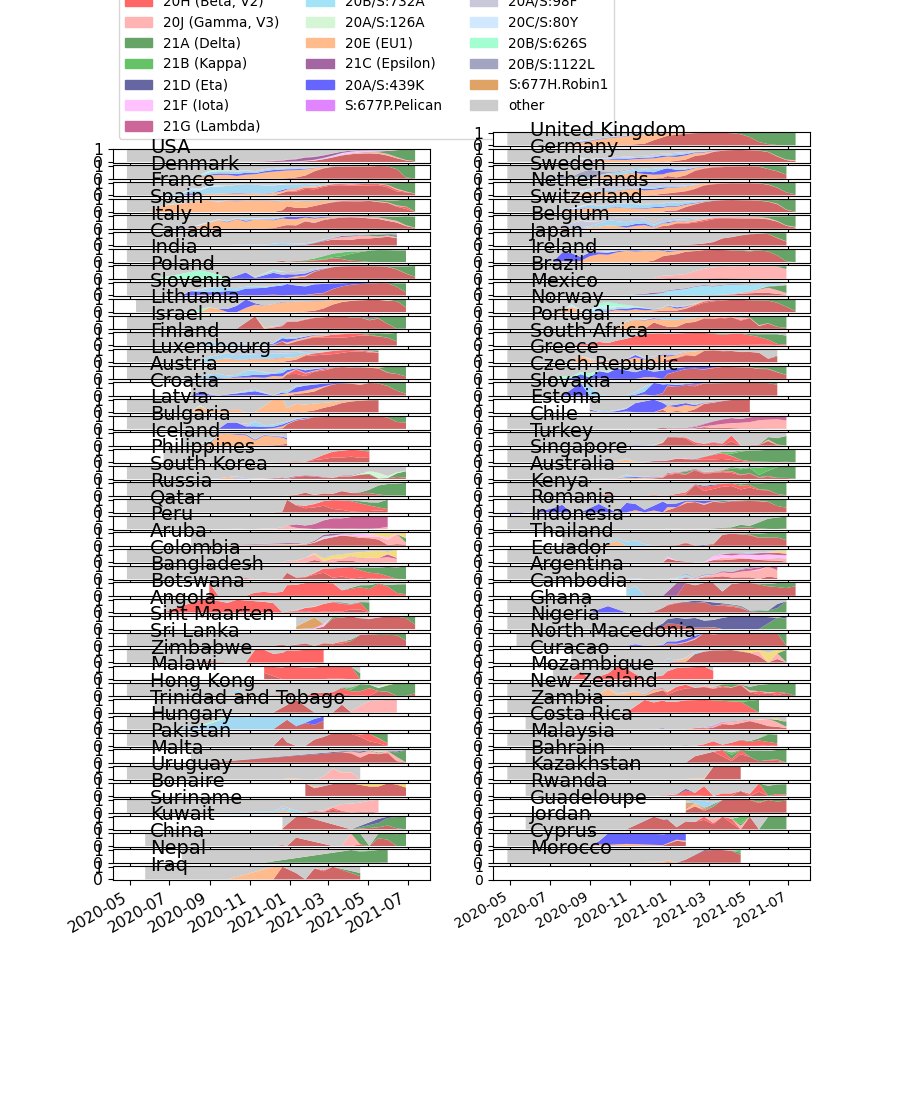 20H (Beta, V2)
20J (Gamma, V3)
21A (Delta)
21B (Kappa)
21D (Eta)
21F (Iota)
21G (Lambda)
20B/S:732A
20A/S:126A
20E (EU1)
21C (Epsilon)
20A/S:439K
S:677P.Pelican
20A/S:98F
20C/S:80Y
20B/S:626S
20B/S:1122L
S:677H.Robin1
other
USA
Denmark
France
Spain
Italy
Canada
India
Poland
Slovenia
Lithuania
Israel
Finland
Luxembourg
Austria
Croatia
Latvia
Bulgaria
Iceland
Philippines
South Korea
Russia
Qatar
Peru
Aruba
Colombia
Bangladesh
Botswana
Angola
Sint Maarten
Sri Lanka
Zimbabwe
Malawi
Hong Kong
Trinidad and Tobago
Hungary
Pakistan
Malta
Uruguay
Bonaire
Suriname
Kuwait
China
Nepal
Iraq
2020-05
2020-07
2020-09
2020-11
2021-01
2021-03
2021-05
2021-07
United Kingdom
Germany
Sweden
Netherlands
Switzerland
Belgium
Japan
Ireland
Brazil
Mexico
Norway
Portugal
South Africa
Greece
Czech Republic
Slovakia
Estonia
Chile
Turkey
Singapore
Australia
Kenya
Romania
Indonesia
Thailand
Ecuador
Argentina
Cambodia
Ghana
Nigeria
North Macedonia
Curacao
Mozambique
New Zealand
Zambia
Costa Rica
Malaysia
Bahrain
Kazakhstan
Rwanda
Guadeloupe
Jordan
Cyprus
Morocco
2020-05
2020-07
2020-09
2020-11
2021-01
2021-03
2021-05
2021-07